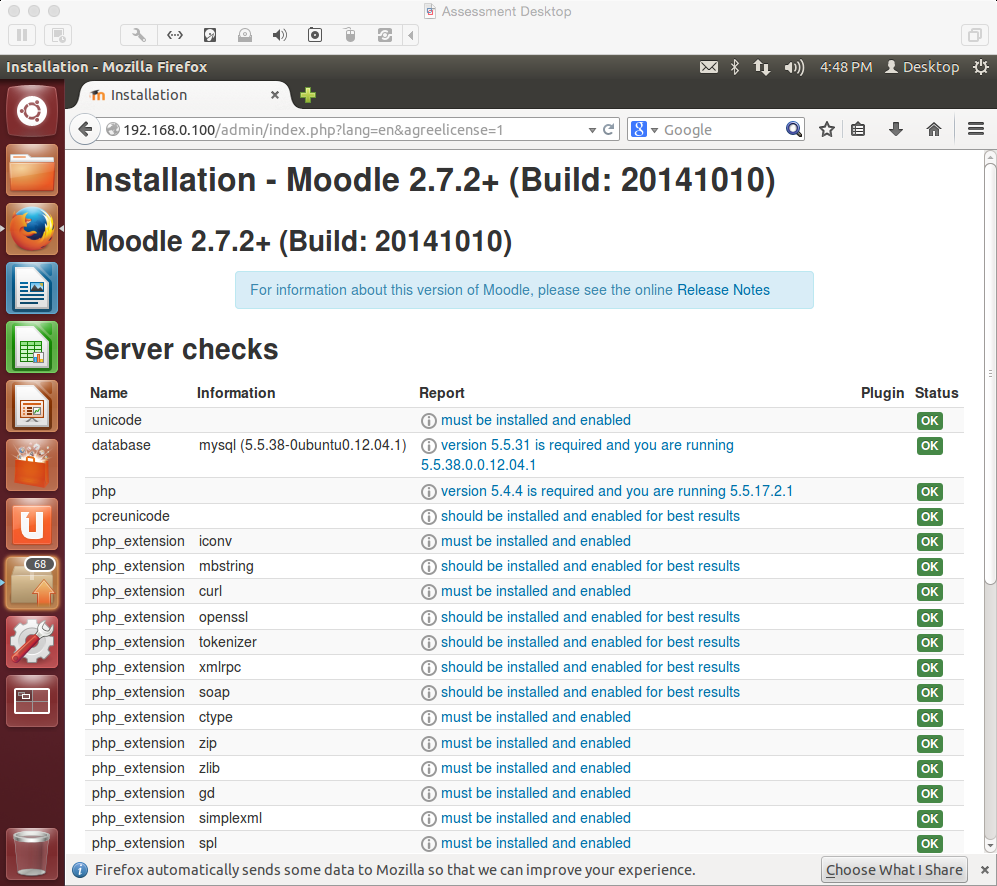 Assessment Desktop
Installation - Mozilla Firefox
4:48 PM
Desktop
Installation
192.168.0.100/admin/index.php?lang=en&agreelicense=1
8
Google
Installation - Moodle 2.7.2+ (Build: 20141010)
Moodle 2.7.2+ (Build: 20141010)
For information about this version of Moodle, please see the online Release Notes
Server checks
Name Information Report Plugin Status
unicode must be installed and enabled OK
database mysql (5.5.38-0ubuntu0.12.04.1) version 5.5.31 is required and you are running OK
5.5.38.0.0.12.04.1
php version 5.4.4 is required and you are running 5.5.17.2.1 OK
pcreunicode should be installed and enabled for best results OK
php_extension iconv must be installed and enabled OK
php_extension mbstring should be installed and enabled for best results OK
php_extension curl must be installed and enabled OK
68
php_extension openssl should be installed and enabled for best results OK
php_extension tokenizer should be installed and enabled for best results OK
php_extension xmlrpc should be installed and enabled for best results OK
php_extension soap should be installed and enabled for best results OK
php_extension ctype must be installed and enabled OK
php_extension zip must be installed and enabled OK
php_extension zlib must be installed and enabled OK
php_extension gd must be installed and enabled OK
php_extension simplexml must be installed and enabled OK
php_extension spl must be installed and enabled OK
Firefox automatically sends some data to Mozilla so that we can improve your experience.
Choose What I Share